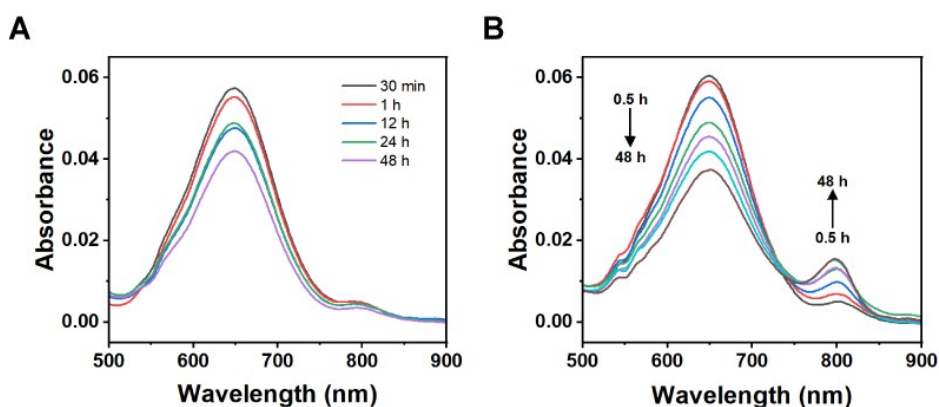 A
Absorbance
0.06
0.04
0.02
0.00
30 min
1 h
12 h
24 h
48 h
500 600 700 800 900
Wavelength (nm)
B
Absorbance
0.06
0.04
0.02
0.00
0.5 h
48 h
48 h
0.5 h
500 600 700 800 900
Wavelength (nm)